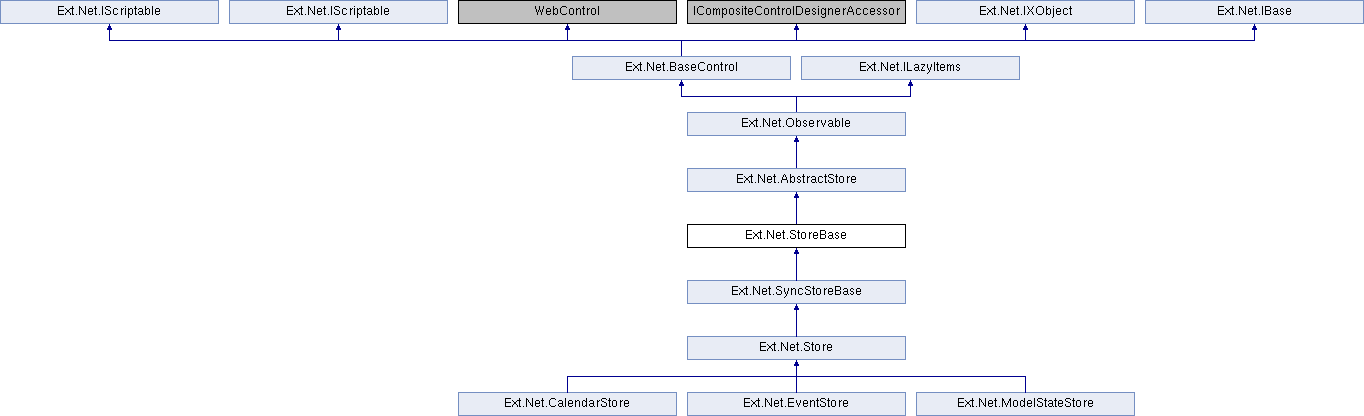 Ext.Net.IScriptable
Ext.Net.IScriptable
WebControl
ICompositeControlDesignerAccessor
Ext.Net.IXObject
Ext.Net.IBase
Ext.Net.BaseControl
Ext.Net.ILazyItems
Ext.Net.Observable
Ext.Net.AbstractStore
Ext.Net.StoreBase
Ext.Net.SyncStoreBase
Ext.Net.Store
Ext.Net.CalendarStore
Ext.Net.EventStore
Ext.Net.ModelStateStore